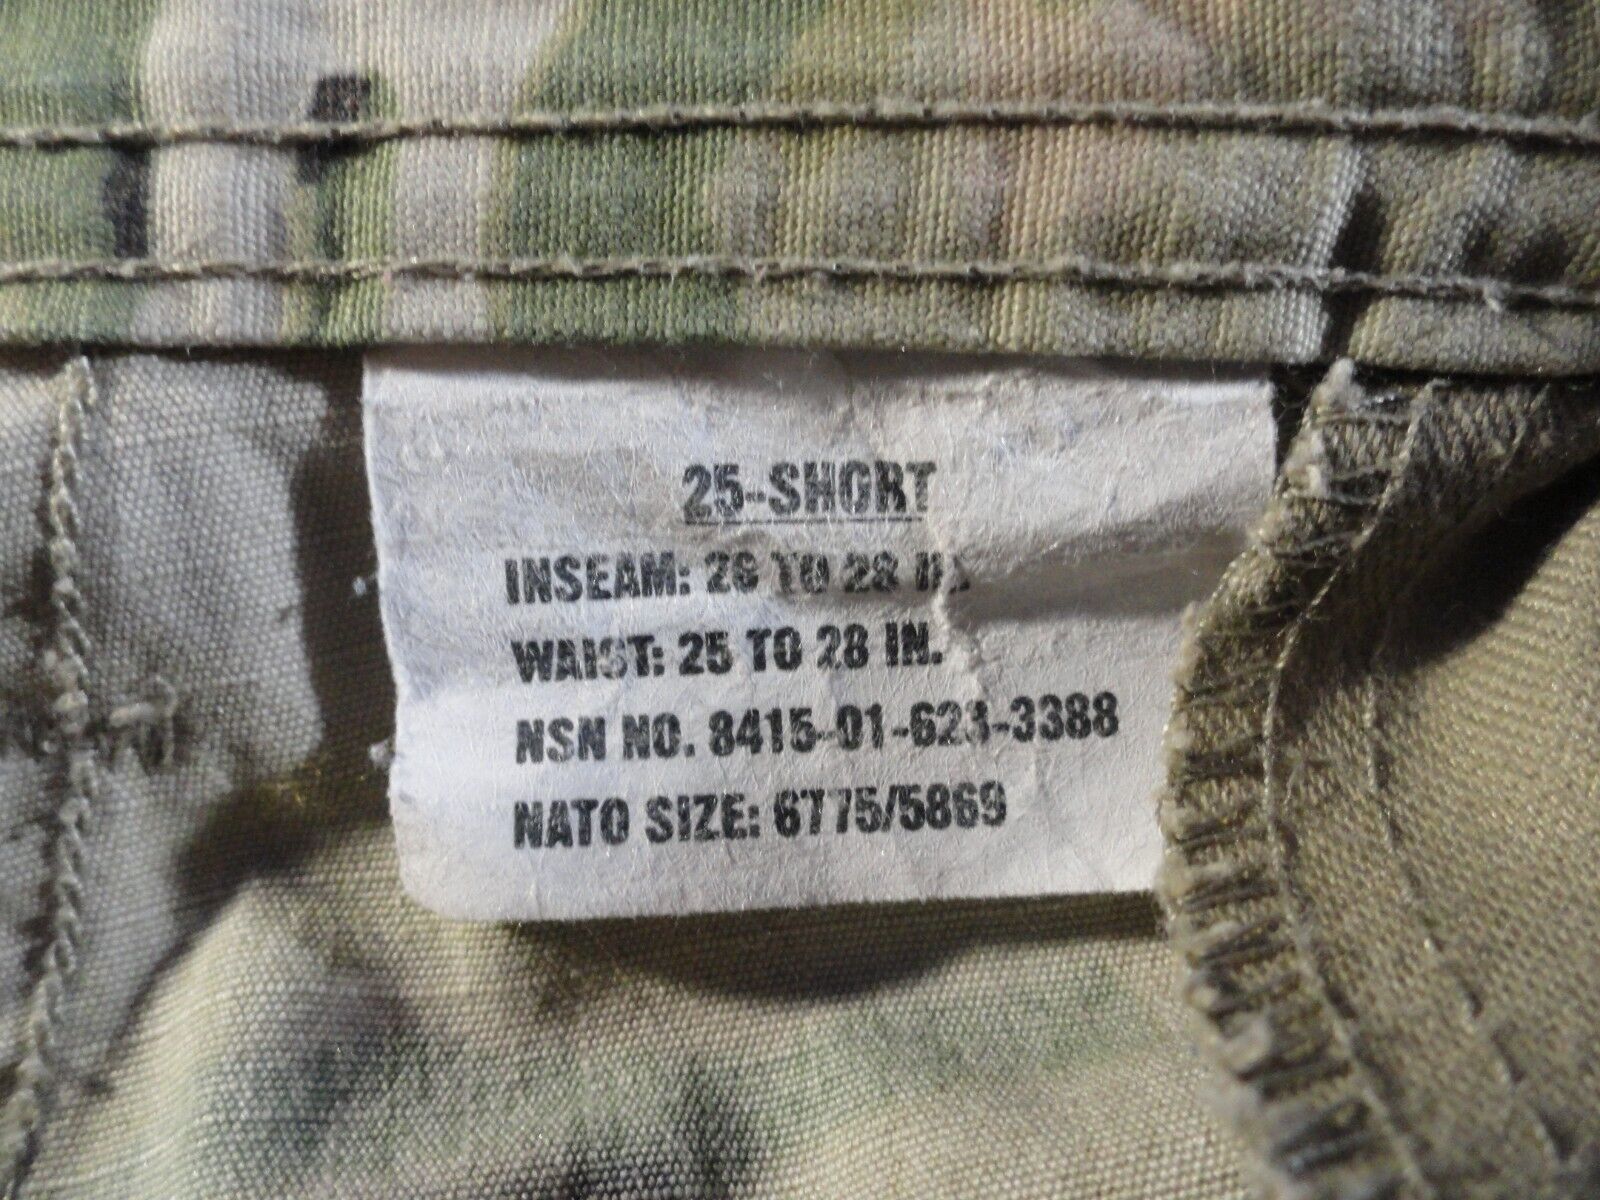 25-SHORT
INSEAM: 26 TO 28 IN.
WAIST: 25 TO 28 IN.
NSN NO. 8415-01-623-3388
NATO SIZE: 6775/5869